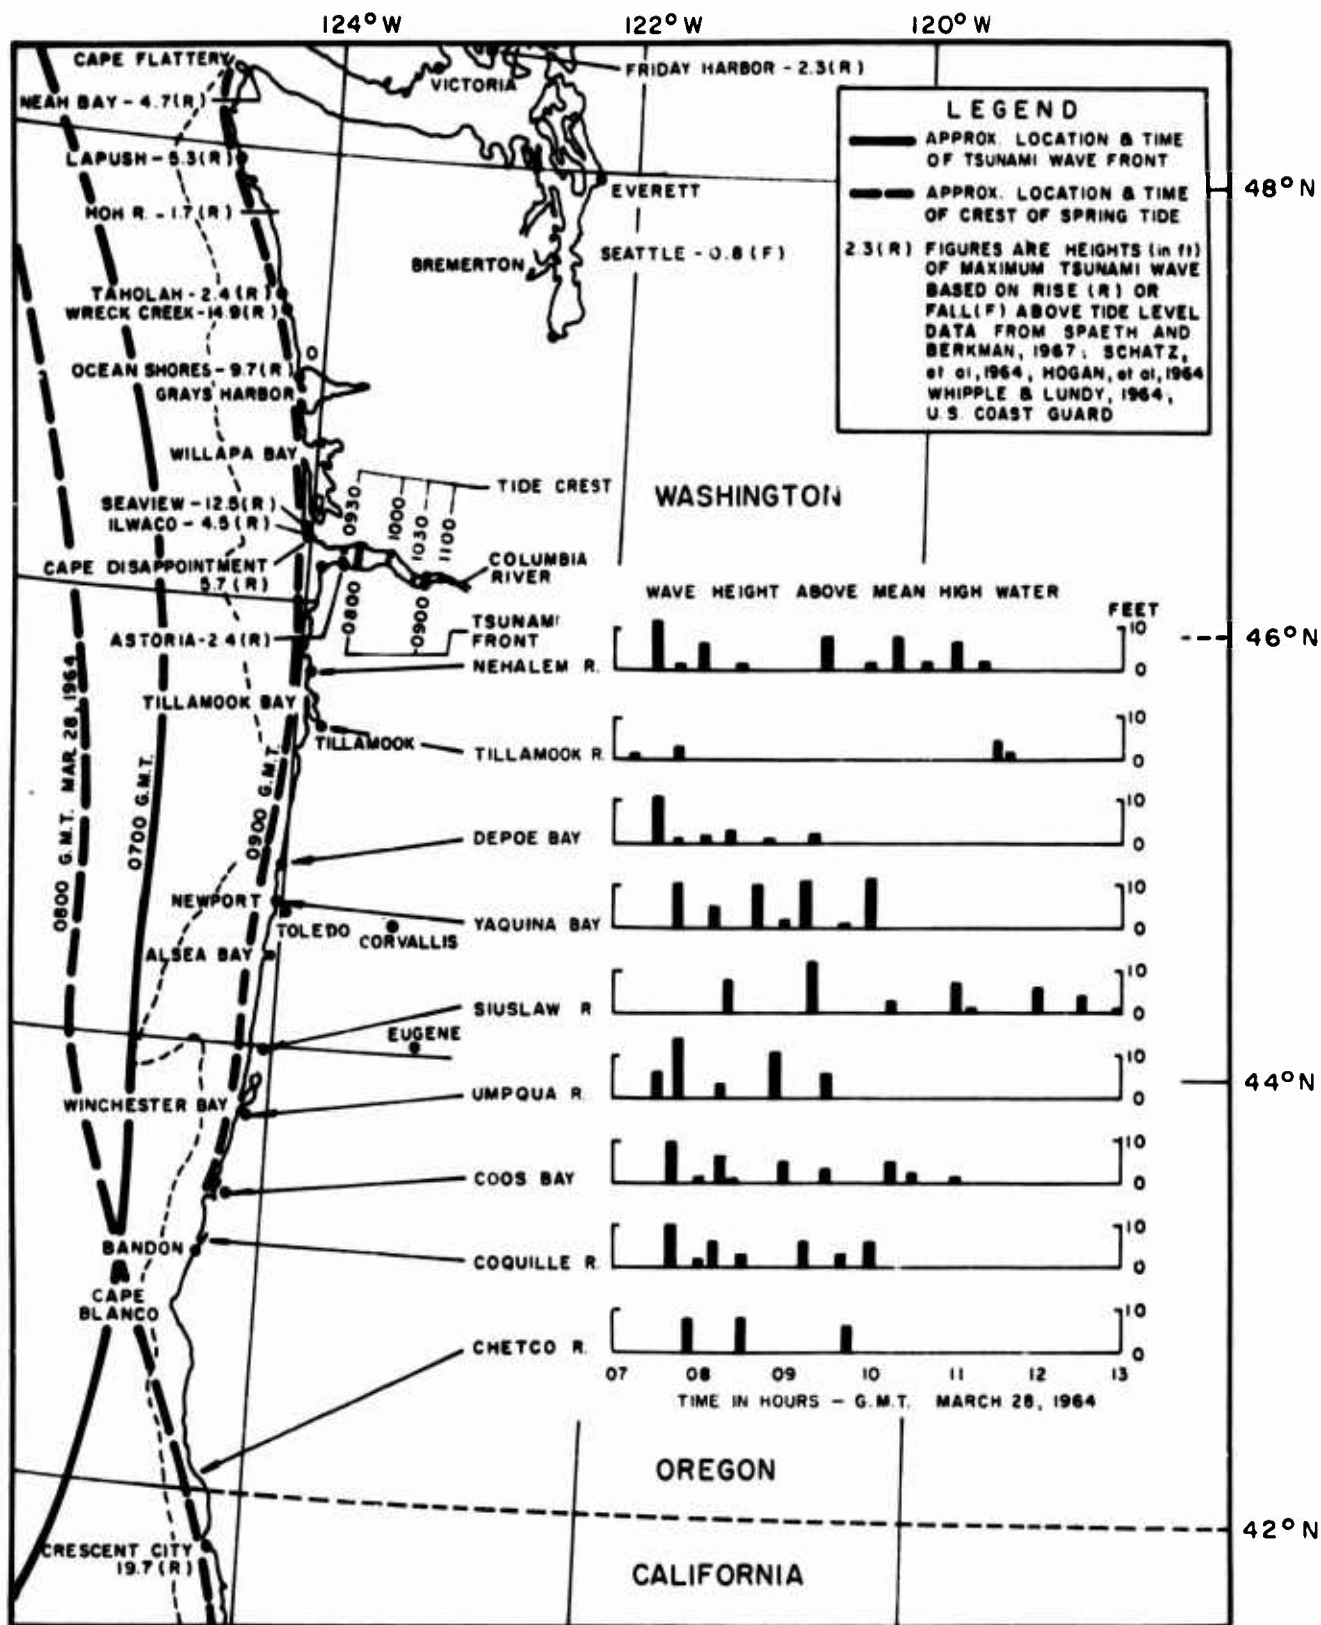 124°W 122°W 120°W
CAPE FLATTERY
NEAH BAY - 4.7(R)
LAPUSH - 5.3(R)
HOH R. - 1.7(R)
TAHOLAH - 2.4(R)
WRECK CREEK - 14.9(R)
OCEAN SHORES - 9.7(R)
GRAYS HARBOR
WILLAPA BAY
SEAVIEW - 12.5(R)
ILWACO - 4.5(R)
CAPE DISAPPOINTMENT
5.7(R)
ASTORIA - 2.4(R)
TILLAMOOK BAY
TILLAMOOK
NEWPORT
TOLEDO
CORVALLIS
ALSEA BAY
EUGENE
WINCHESTER BAY
BANDON
CAPE
BLANCO
CRESCENT CITY
19.7(R)
0800 G.M.T. MAR 28, 1964
0700 G.M.T.
0900 G.M.T.
VICTORIA
FRIDAY HARBOR - 2.3(R)
EVERETT
SEATTLE - 0.8(F)
BREMERTON
LEGEND
APPROX. LOCATION & TIME
OF TSUNAMI WAVE FRONT
APPROX. LOCATION & TIME
OF CREST OF SPRING TIDE
2.3(R) FIGURES ARE HEIGHTS (in ft)
OF MAXIMUM TSUNAMI WAVE
BASED ON RISE (R) OR
FALL(F) ABOVE TIDE LEVEL
DATA FROM SPAETH AND
BERKMAN, 1967; SCHATZ,
et al, 1964, HOGAN, et al, 1964
WHIPPLE & LUNDY, 1964,
U.S. COAST GUARD
48°N
46°N
44°N
42°N
TIDE CREST
0930 1000 1030 1100
COLUMBIA
RIVER
0800 0900
TSUNAMI
FRONT
WASHINGTON
WAVE HEIGHT ABOVE MEAN HIGH WATER
FEET
NEHALEM R. 10 0
TILLAMOOK R. 10 0
DEPOE BAY 10 0
YAQUINA BAY 10 0
SIUSLAW R 10 0
UMPQUA R. 10 0
COOS BAY 10 0
COQUILLE R. 10 0
CHETCO R. 10 0
07 08 09 10 11 12 13
TIME IN HOURS - G.M.T. MARCH 28, 1964
OREGON
CALIFORNIA